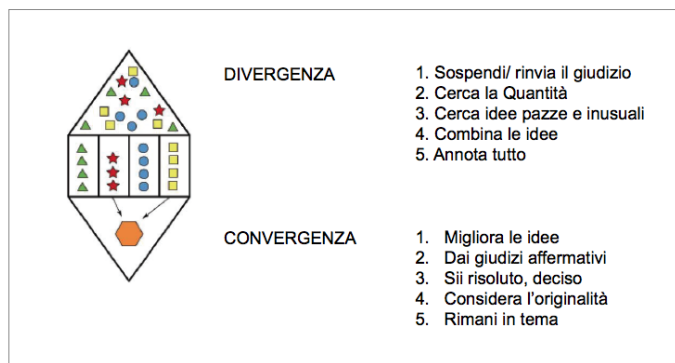 DIVERGENZA
1. Sospendi/ rinvia il giudizio
2. Cerca la Quantità
3. Cerca idee pazze e inusuali
4. Combina le idee
5. Annota tutto
CONVERGENZA
1. Migliora le idee
2. Dai giudizi affermativi
3. Sii risoluto, deciso
4. Considera l'originalità
5. Rimani in tema